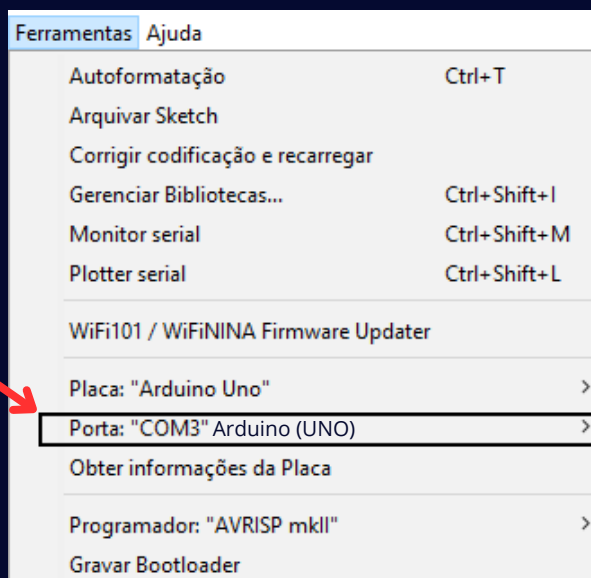 Ferramentas Ajuda
Autoformatação Ctrl+T
Arquivar Sketch
Corrigir codificação e recarregar
Gerenciar Bibliotecas... Ctrl+Shift+I
Monitor serial Ctrl+Shift+M
Plotter serial Ctrl+Shift+L
WiFi101 / WiFiNINA Firmware Updater
Placa: "Arduino Uno"
Porta: "COM3" Arduino (UNO)
Obter informações da Placa
Programador: "AVRISP mkII"
Gravar Bootloader